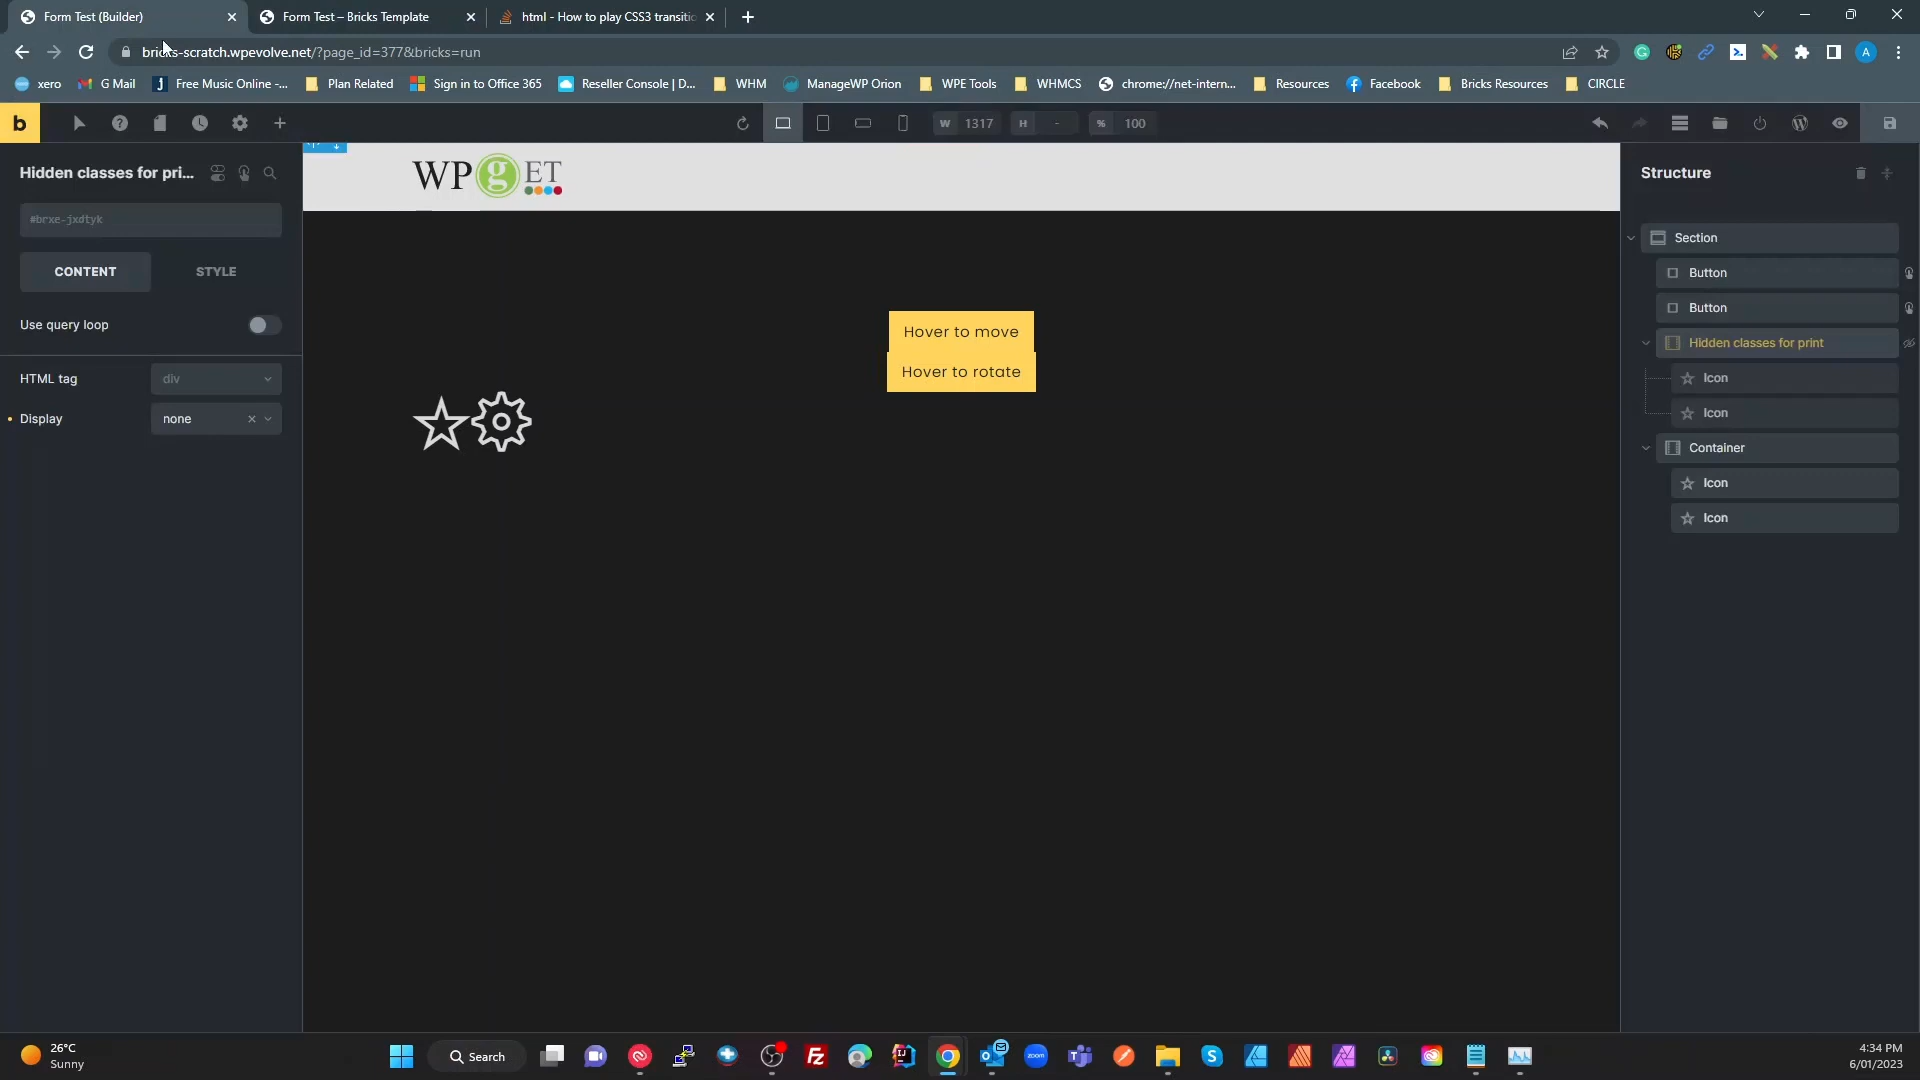 Form Test (Builder)
Form Test – Bricks Template
html - How to play CSS3 transitio
bricks-scratch.wpevolve.net/?page_id=377&bricks=run
A
xero
G Mail
Free Music Online -...
Plan Related
Sign in to Office 365
Reseller Console | D...
WHM
ManageWP Orion
WPE Tools
WHMCS
chrome://net-intern...
Resources
Facebook
Bricks Resources
CIRCLE
b
W 1317
H -
% 100
Hidden classes for pri...
#brxe-jxdtyk
CONTENT
STYLE
Use query loop
HTML tag
div
Display
none
WP g ET
Hover to move
Hover to rotate
Structure
Section
Button
Button
Hidden classes for print
Icon
Icon
Container
Icon
Icon
26°C
Sunny
Search
zoom
4:34 PM
6/01/2023